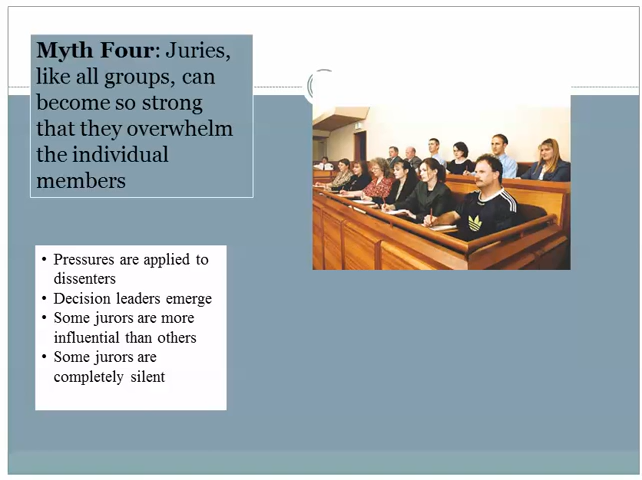 Myth Four: Juries,
like all groups, can
become so strong
that they overwhelm
the individual
members
• Pressures are applied to
dissenters
• Decision leaders emerge
• Some jurors are more
influential than others
• Some jurors are
completely silent